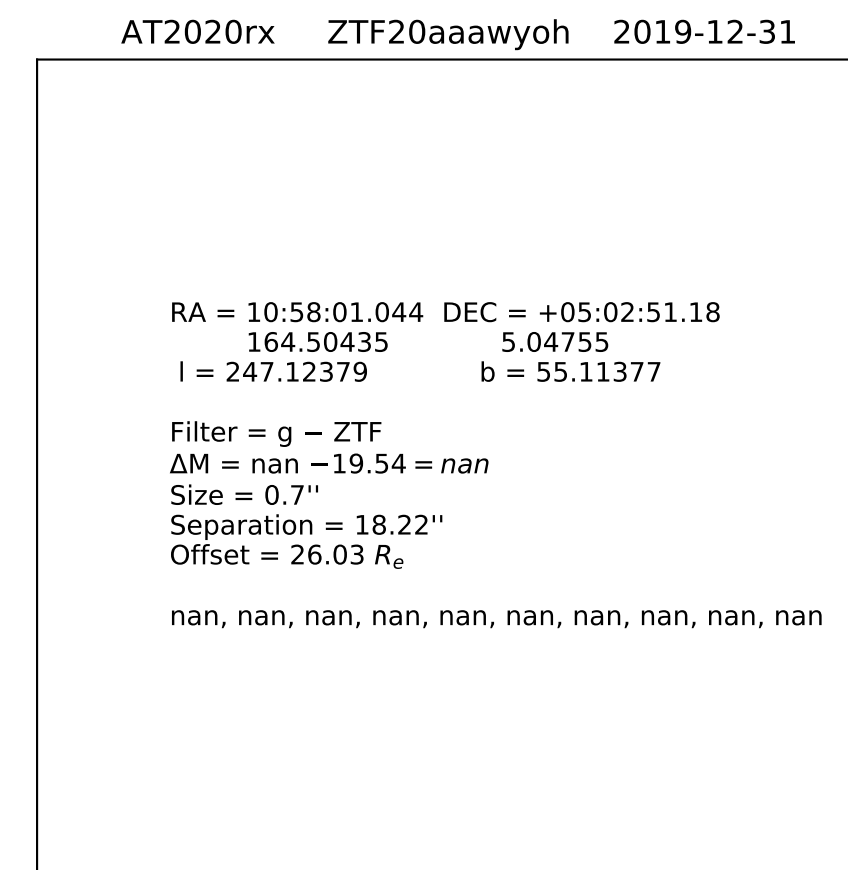 AT2020rx ZTF20aaawyoh 2019-12-31
RA = 10:58:01.044 DEC = +05:02:51.18
164.50435 5.04755
l = 247.12379 b = 55.11377
Filter = g − ZTF
ΔM = nan −19.54 = nan
Size = 0.7''
Separation = 18.22''
Offset = 26.03 Rₑ
nan, nan, nan, nan, nan, nan, nan, nan, nan, nan